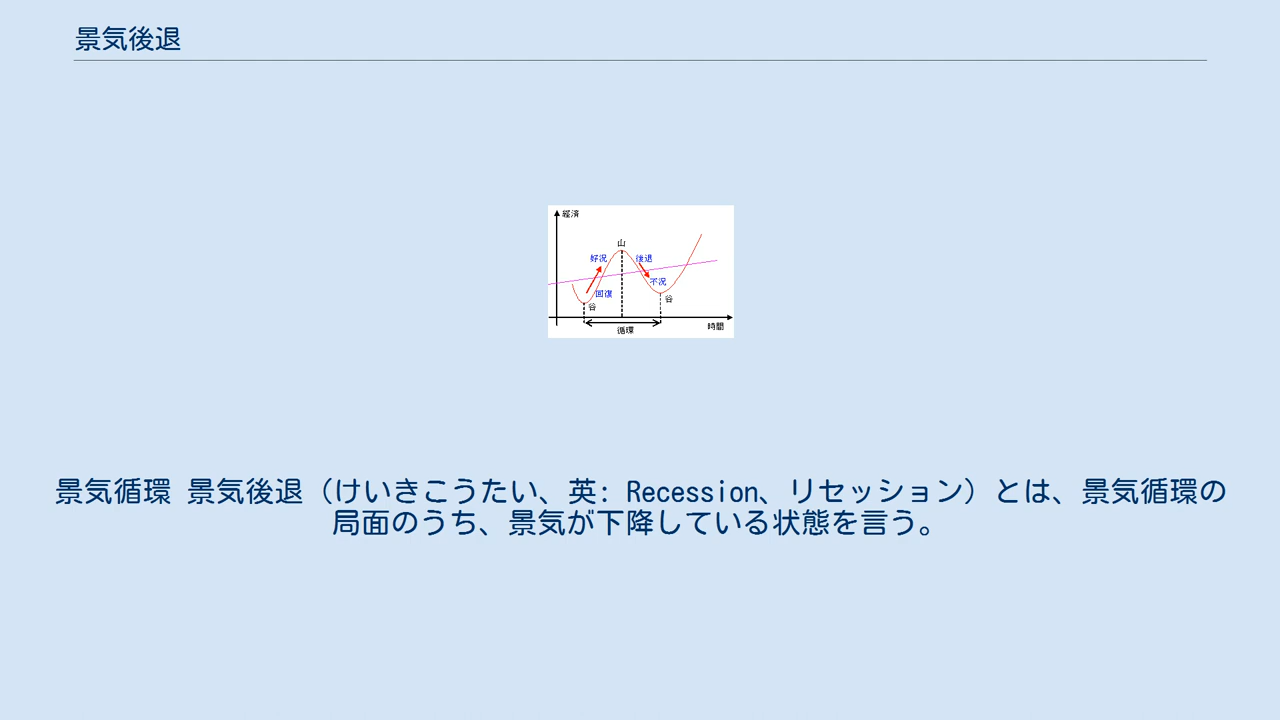 景気後退
経済
山
好況
後退
不況
回復
谷
谷
循環
時間
景気循環 景気後退（けいきこうたい、英: Recession、リセッション）とは、景気循環の
局面のうち、景気が下降している状態を言う。